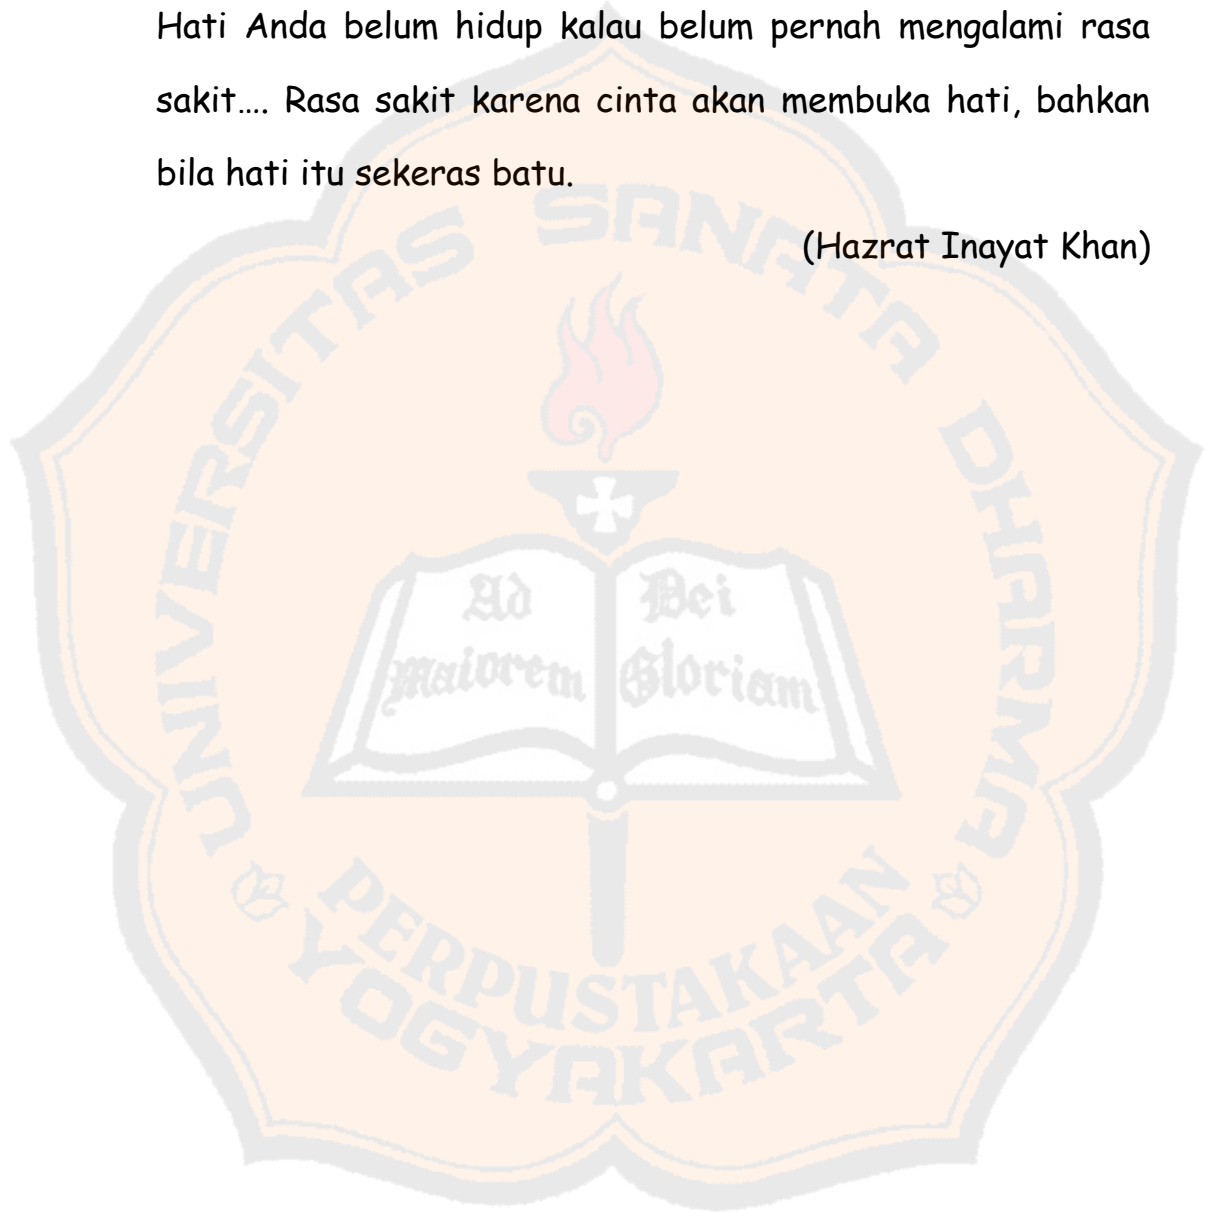 Hati Anda belum hidup kalau belum pernah mengalami rasa
sakit.... Rasa sakit karena cinta akan membuka hati, bahkan
bila hati itu sekeras batu.
(Hazrat Inayat Khan)
UNIVERSITAS SANATA DHARMA
Ad Dei
Maiorem Gloriam
PERPUSTAKAAN
YOGYAKARTA